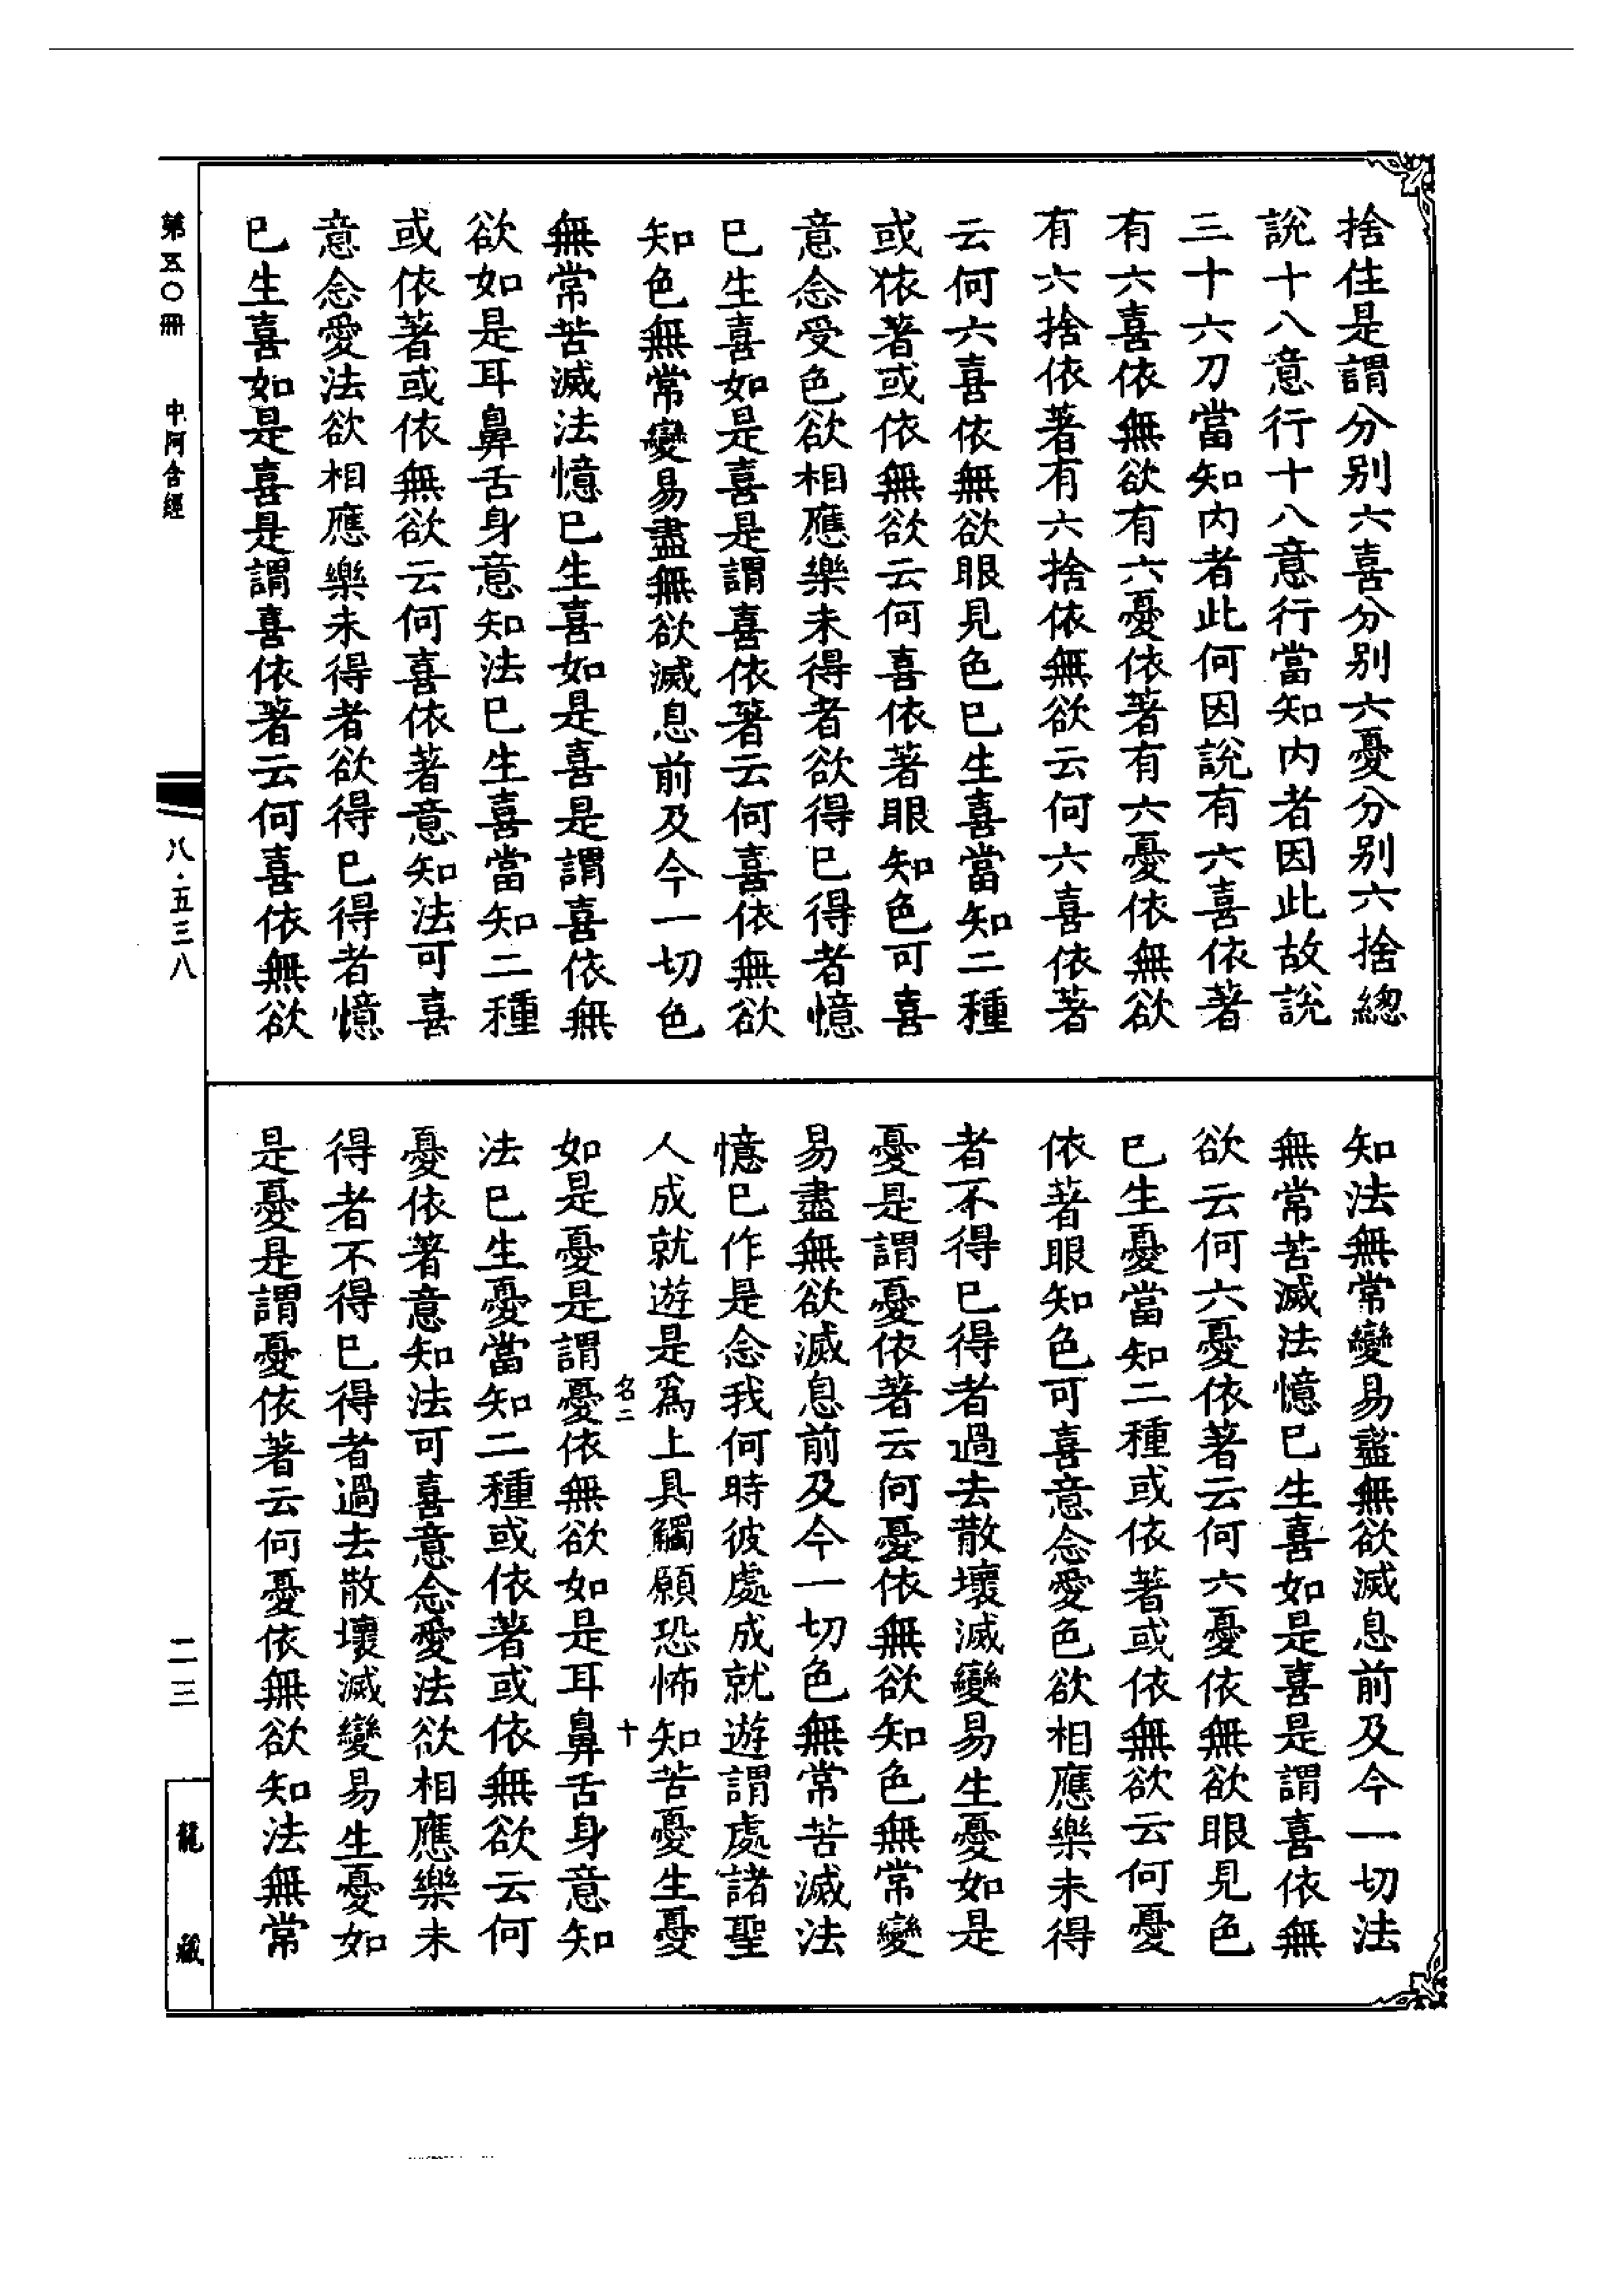 捨住是謂分別六喜分別六憂分別六捨總
說十八意行十八意行當知內者因此故說
三十六刀當知內者此何因說有六喜依著
有六喜依無欲有六憂依著有六憂依無欲
有六捨依著有六捨依無欲云何六喜依著
云何六喜依無欲眼見色已生喜當知二種
或依著或依無欲云何喜依著眼知色可喜
意念受色欲相應樂未得者欲得已得者憶
已生喜如是喜是謂喜依著云何喜依無欲
知色無常變易盡無欲滅息前及今一切色
無常苦滅法憶已生喜如是喜是謂喜依無
欲如是耳鼻舌身意知法已生喜當知二種
或依著或依無欲云何喜依著意知法可喜
意念愛法欲相應樂未得者欲得已得者憶
已生喜如是喜是謂喜依著云何喜依無欲
知法無常變易盡無欲滅息前及今一切法
無常苦滅法憶已生喜如是喜是謂喜依無
欲云何六憂依著云何六憂依無欲眼見色
已生憂當知二種或依著或依無欲云何憂
依著眼知色可喜意念愛色欲相應樂未得
者不得已得者過去散壞滅變易生憂如是
憂是謂憂依著云何憂依無欲知色無常變
易盡無欲滅息前及今一切色無常苦滅法
憶已作是念我何時彼處成就遊謂處諸聖
人成就遊是爲上具觸願恐怖知苦憂生憂
名二 十
如是憂是謂憂依無欲如是耳鼻舌身意知
法已生憂當知二種或依著或依無欲云何
憂依著意知法可喜意念愛法欲相應樂未
得者不得已得者過去散壞滅變易生憂如
是憂是謂憂依著云何憂依無欲知法無常
第五〇冊 中阿含經 八·五三八 二三 龍藏